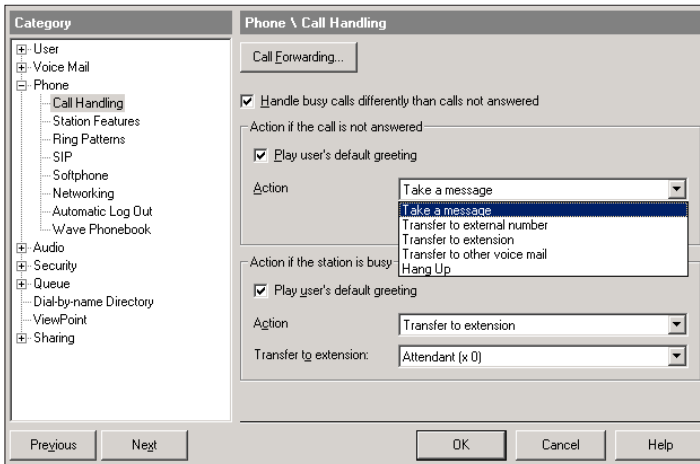 Category
User
Voice Mail
Phone
Call Handling
Station Features
Ring Patterns
SIP
Softphone
Networking
Automatic Log Out
Wave Phonebook
Audio
Security
Queue
Dial-by-name Directory
ViewPoint
Sharing
Phone \ Call Handling
Call Forwarding...
Handle busy calls differently than calls not answered
Action if the call is not answered
Play user's default greeting
Action Take a message
Take a message
Transfer to external number
Transfer to extension
Transfer to other voice mail
Hang Up
Action if the station is busy
Play user's default greeting
Action Transfer to extension
Transfer to extension: Attendant (x 0)
Previous Next OK Cancel Help